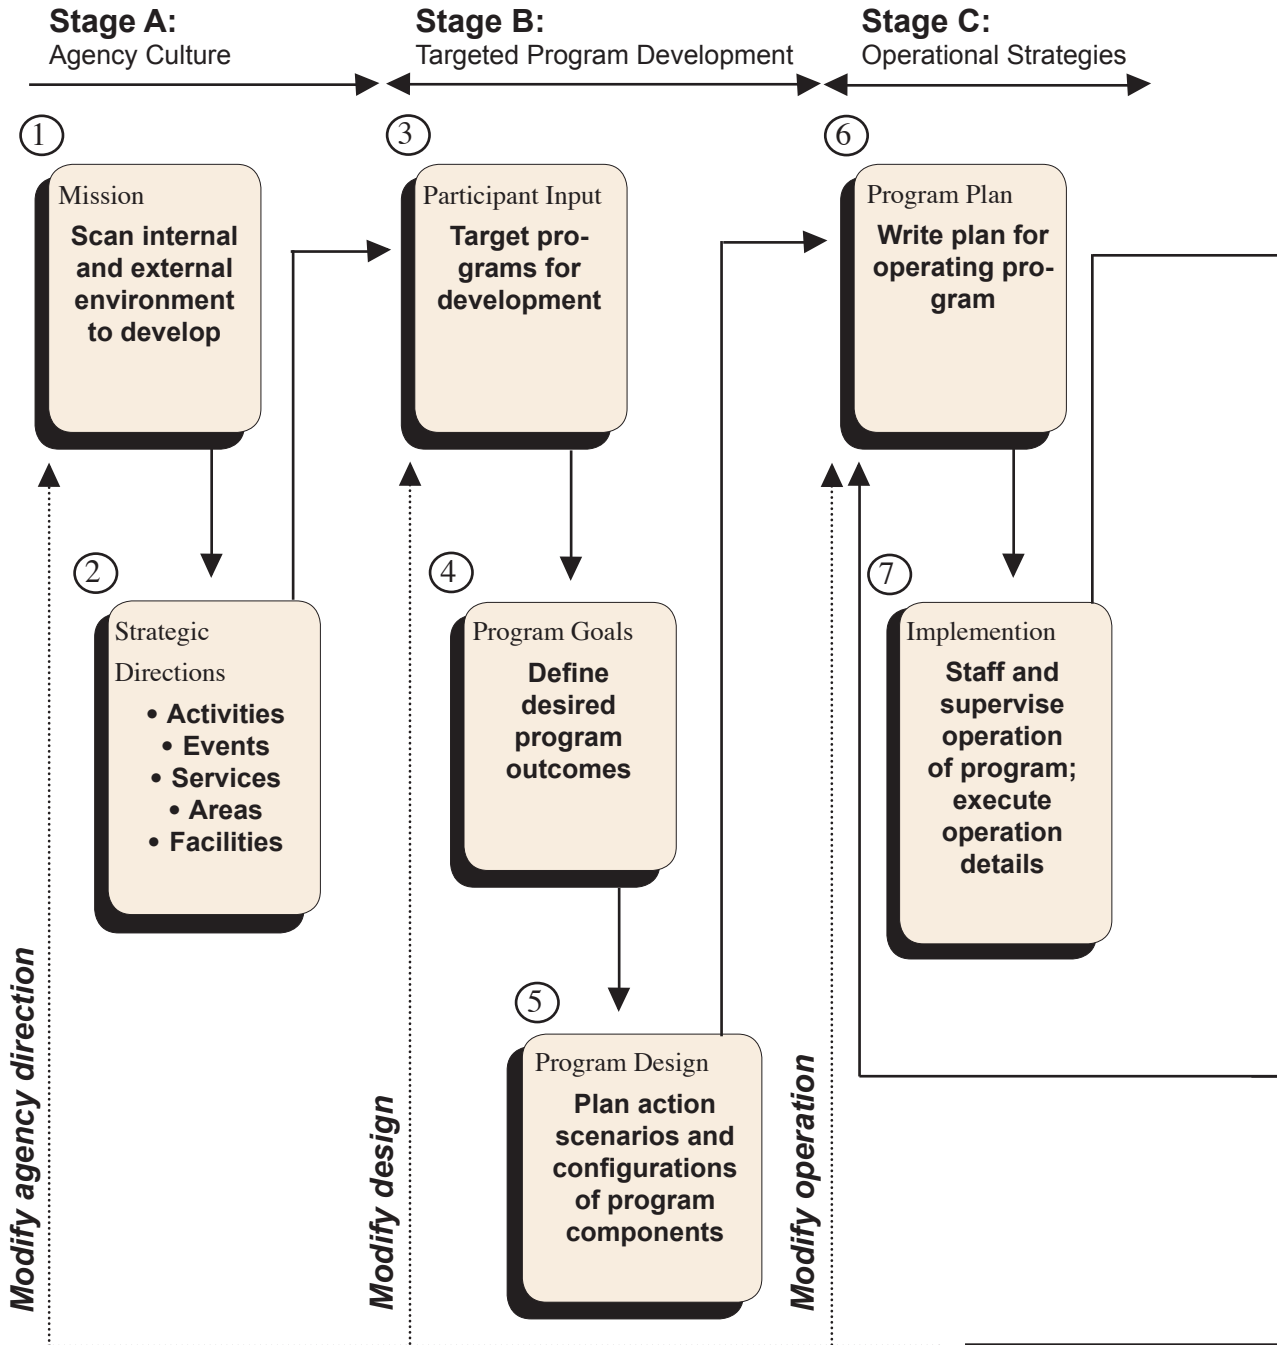 Stage A:
Agency Culture
Stage B:
Targeted Program Development
Stage C:
Operational Strategies
1
Mission
Scan internal
and external
environment
to develop
2
Strategic
Directions
• Activities
• Events
• Services
• Areas
• Facilities
Modify agency direction
3
Participant Input
Target pro-
grams for
development
4
Program Goals
Define
desired
program
outcomes
5
Program Design
Plan action
scenarios and
configurations
of program
components
Modify design
6
Program Plan
Write plan for
operating pro-
gram
7
Implemention
Staff and
supervise
operation
of program;
execute
operation
details
Modify operation